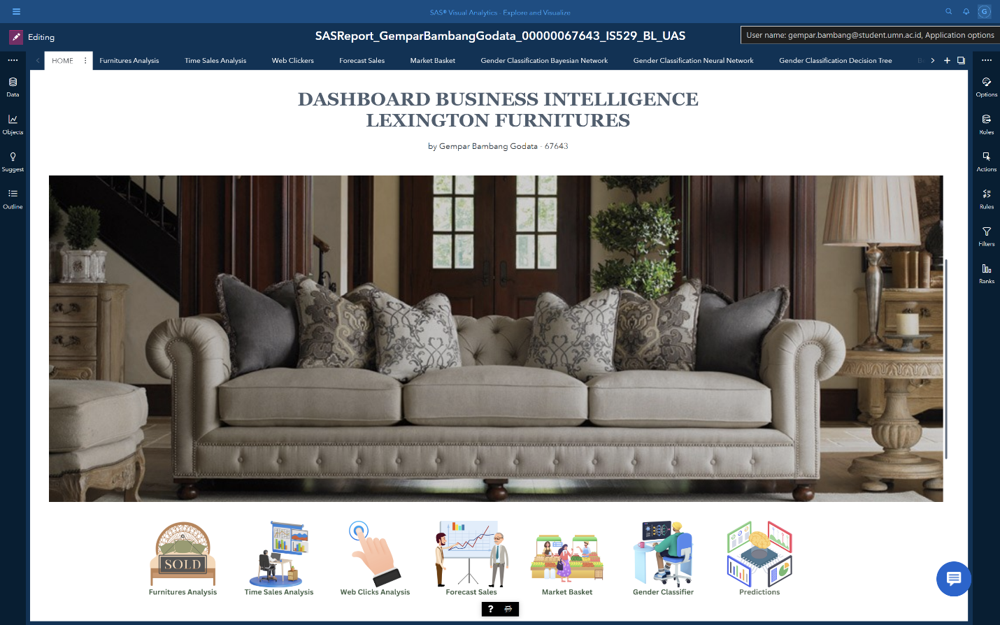 SAS® Visual Analytics - Explore and Visualize
G
Editing
SASReport_GemparBambangGodata_00000067643_IS529_BL_UAS
User name: gempar.bambang@student.umn.ac.id, Application options
HOME
Furnitures Analysis
Time Sales Analysis
Web Clickers
Forecast Sales
Market Basket
Gender Classification Bayesian Network
Gender Classification Neural Network
Gender Classification Decision Tree
Data
Objects
Suggest
Outline
DASHBOARD BUSINESS INTELLIGENCE
LEXINGTON FURNITURES
by Gempar Bambang Godata - 67643
Options
Roles
Actions
Rules
Filters
Ranks
SOLD
Furnitures Analysis
Time Sales Analysis
Web Clicks Analysis
Forecast Sales
Market Basket
Gender Classifier
Predictions
?